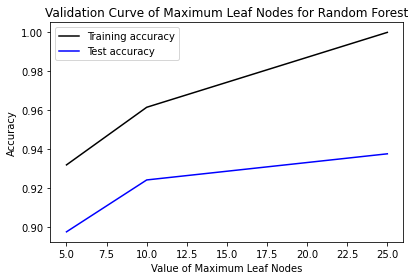 Validation Curve of Maximum Leaf Nodes for Random Forest
Training accuracy
Test accuracy
1.00
0.98
0.96
0.94
0.92
0.90
Accuracy
5.0 7.5 10.0 12.5 15.0 17.5 20.0 22.5 25.0
Value of Maximum Leaf Nodes